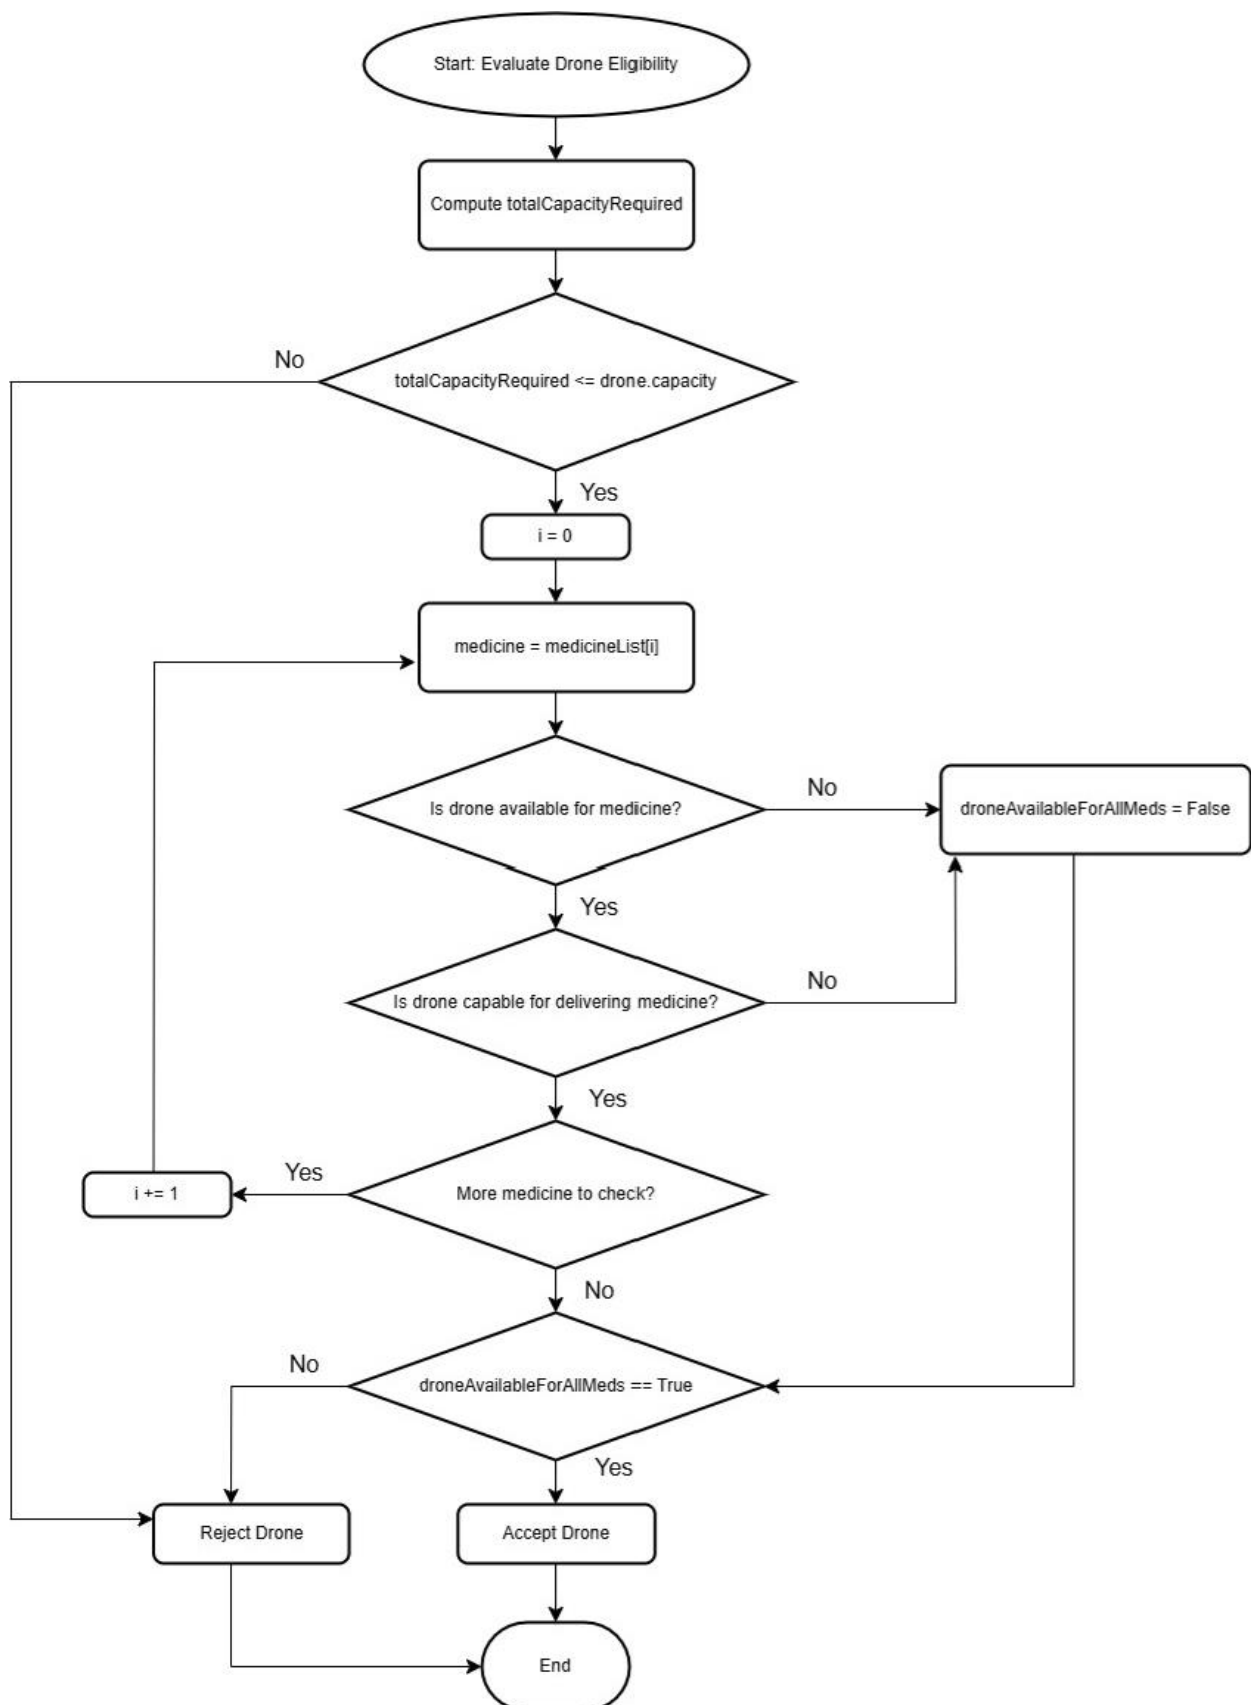 Start: Evaluate Drone Eligibility
Compute totalCapacityRequired
No
totalCapacityRequired <= drone.capacity
Yes
i = 0
medicine = medicineList[i]
Is drone available for medicine?
No
droneAvailableForAllMeds = False
Yes
Is drone capable for delivering medicine?
No
Yes
More medicine to check?
Yes
i += 1
No
droneAvailableForAllMeds == True
No
Yes
Reject Drone
Accept Drone
End